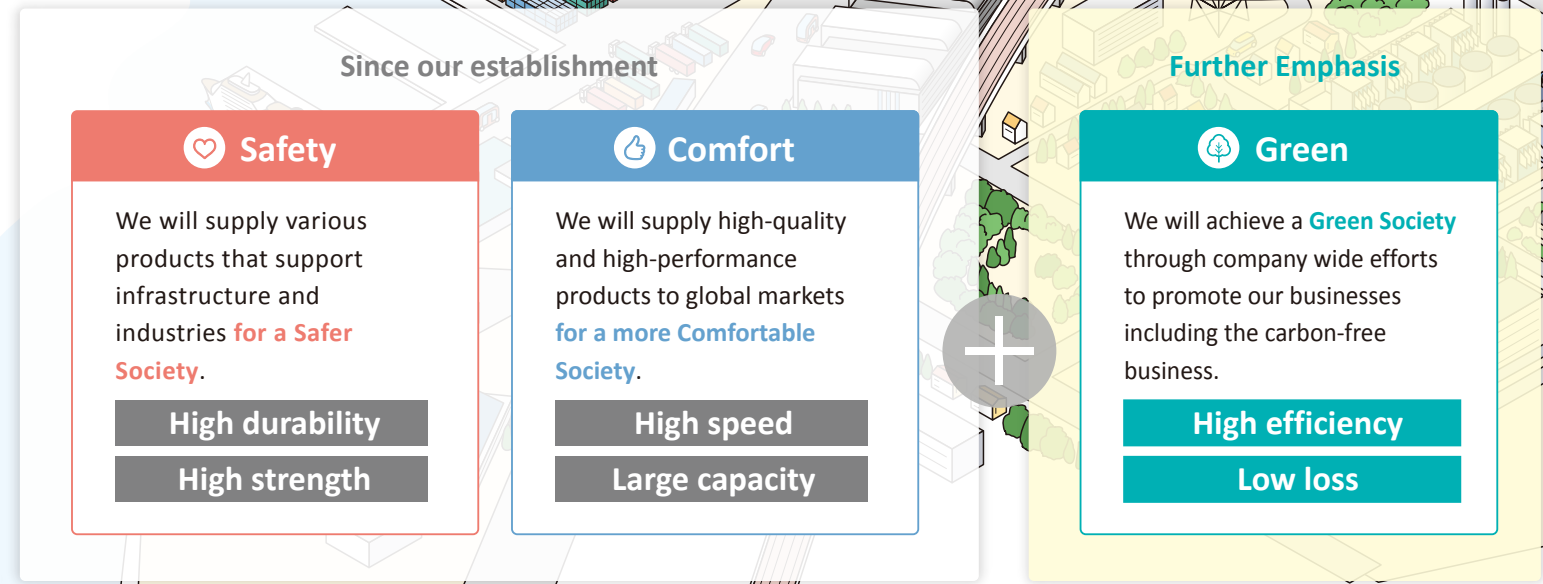 Since our establishment
Safety
We will supply various
products that support
infrastructure and
industries for a Safer
Society.
High durability
High strength
Comfort
We will supply high-quality
and high-performance
products to global markets
for a more Comfortable
Society.
High speed
Large capacity
Further Emphasis
Green
We will achieve a Green Society
through company wide efforts
to promote our businesses
including the carbon-free
business.
High efficiency
Low loss